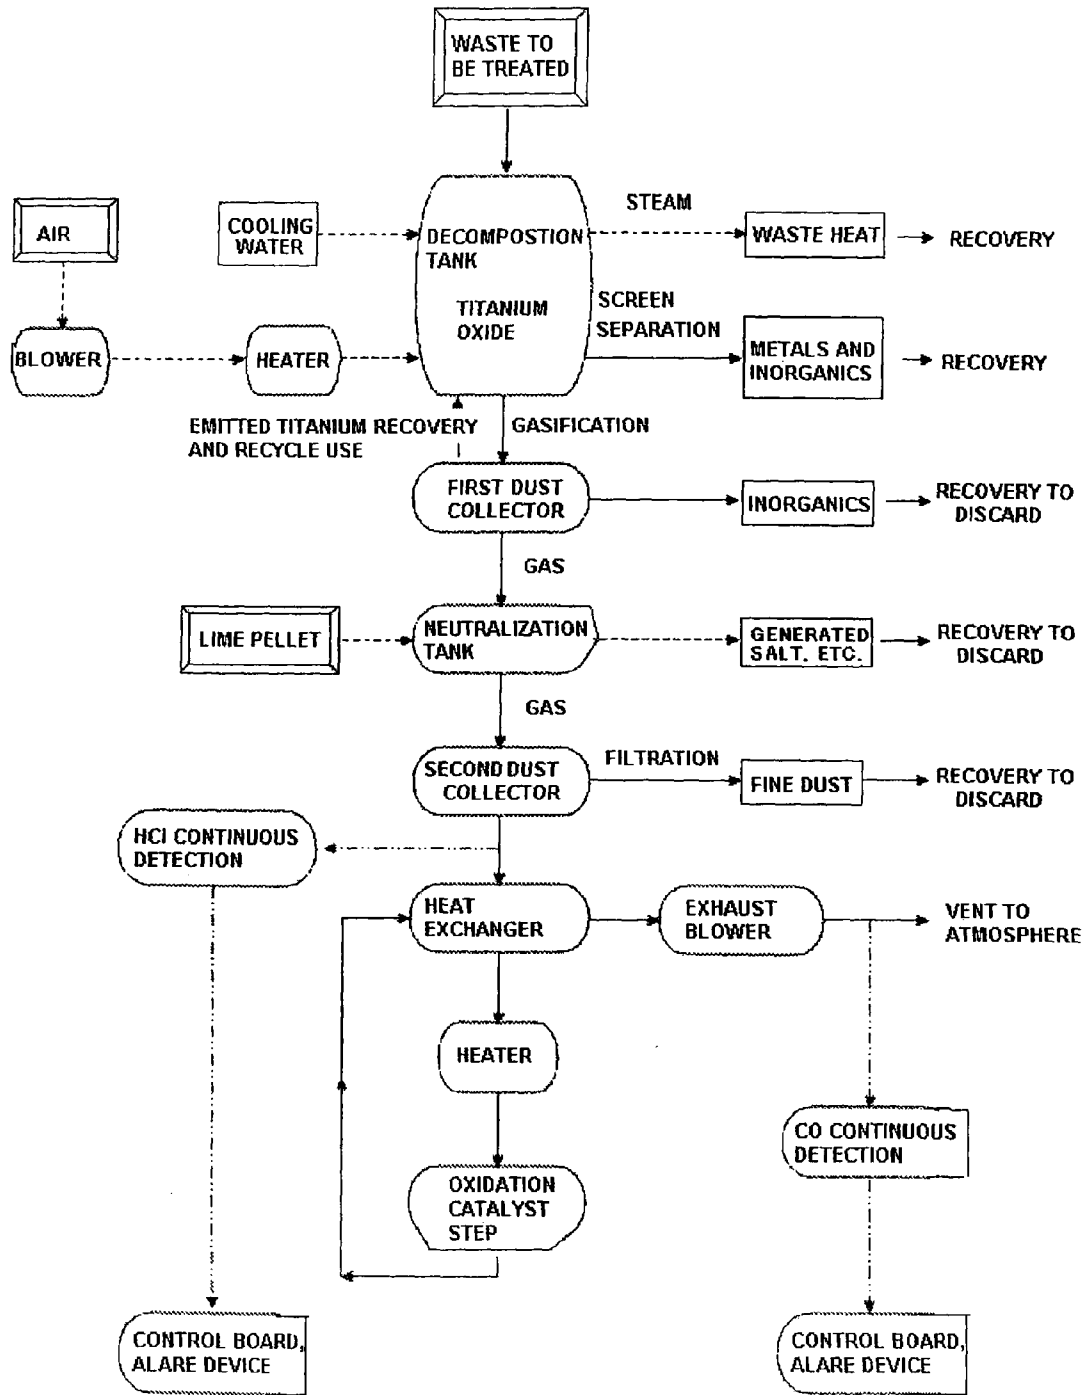 WASTE TO
BE TREATED
AIR
COOLING
WATER
DECOMPOSTION
TANK
TITANIUM
OXIDE
STEAM
WASTE HEAT
RECOVERY
BLOWER
HEATER
SCREEN
SEPARATION
METALS AND
INORGANICS
RECOVERY
EMITTED TITANIUM RECOVERY
AND RECYCLE USE
GASIFICATION
FIRST DUST
COLLECTOR
INORGANICS
RECOVERY TO
DISCARD
GAS
LIME PELLET
NEUTRALIZATION
TANK
GENERATED
SALT. ETC.
RECOVERY TO
DISCARD
GAS
SECOND DUST
COLLECTOR
FILTRATION
FINE DUST
RECOVERY TO
DISCARD
HCI CONTINUOUS
DETECTION
HEAT
EXCHANGER
EXHAUST
BLOWER
VENT TO
ATMOSPHERE
HEATER
CO CONTINUOUS
DETECTION
OXIDATION
CATALYST
STEP
CONTROL BOARD,
ALARE DEVICE
CONTROL BOARD,
ALARE DEVICE